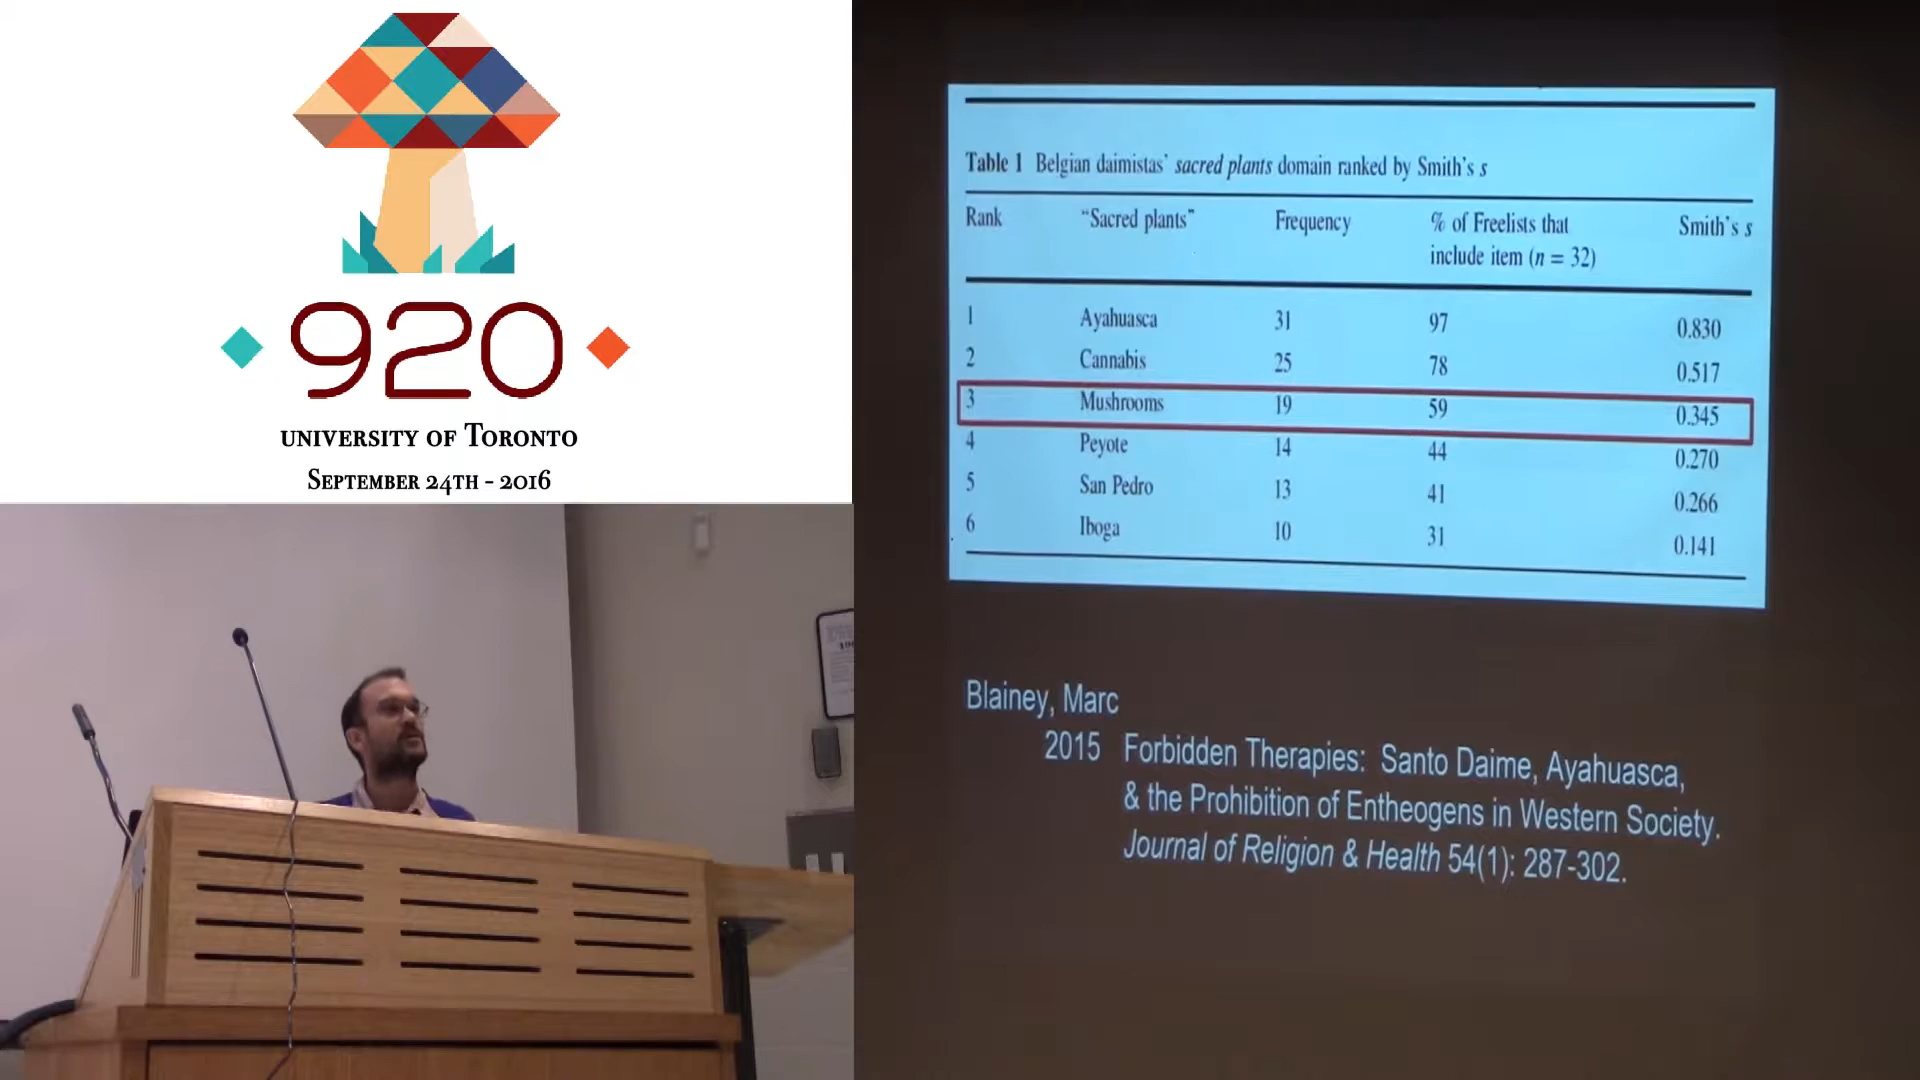 920
UNIVERSITY OF TORONTO
SEPTEMBER 24TH - 2016
Table 1 Belgian daimistas' sacred plants domain ranked by Smith's s
Rank "Sacred plants" Frequency % of Freelists that include item (n = 32) Smith's s
1 Ayahuasca 31 97 0.830
2 Cannabis 25 78 0.517
3 Mushrooms 19 59 0.345
4 Peyote 14 44 0.270
5 San Pedro 13 41 0.266
6 Iboga 10 31 0.141
Blainey, Marc
2015 Forbidden Therapies: Santo Daime, Ayahuasca,
& the Prohibition of Entheogens in Western Society.
Journal of Religion & Health 54(1): 287-302.